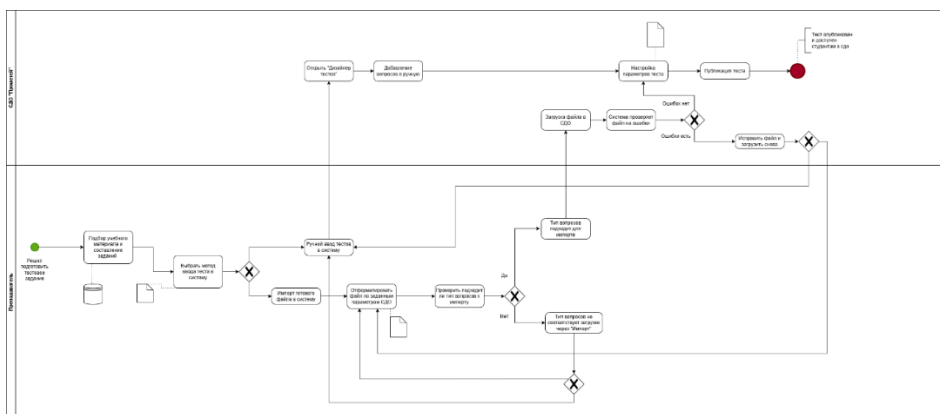 СДО "Прометей"
Преподаватель
Тест опубликован
и доступен
студентам в сдо
Открыть "Дизайнер
тестов"
Добавление
вопросов в ручную
Настройка
параметров теста
Публикация теста
Ошибок нет
Загрузка файла в
СДО
Система проверяет
файл на ошибки
Ошибки есть
Исправить файл и
загрузить снова
Решил
подготовить
тестовое
задание
Подбор учебного
материала и
составление
заданий
Выбрать метод
ввода теста в
систему
Ручной ввод тестов
в систему
Импорт готового
файла в систему
Отформатировать
файл по заданным
параметрам СДО
Проверить подходит
ли тип вопросов к
импорту
Да
Нет
Тип вопросов
подходит для
импорта
Тип вопросов не
соответствует загрузке
через "Импорт"